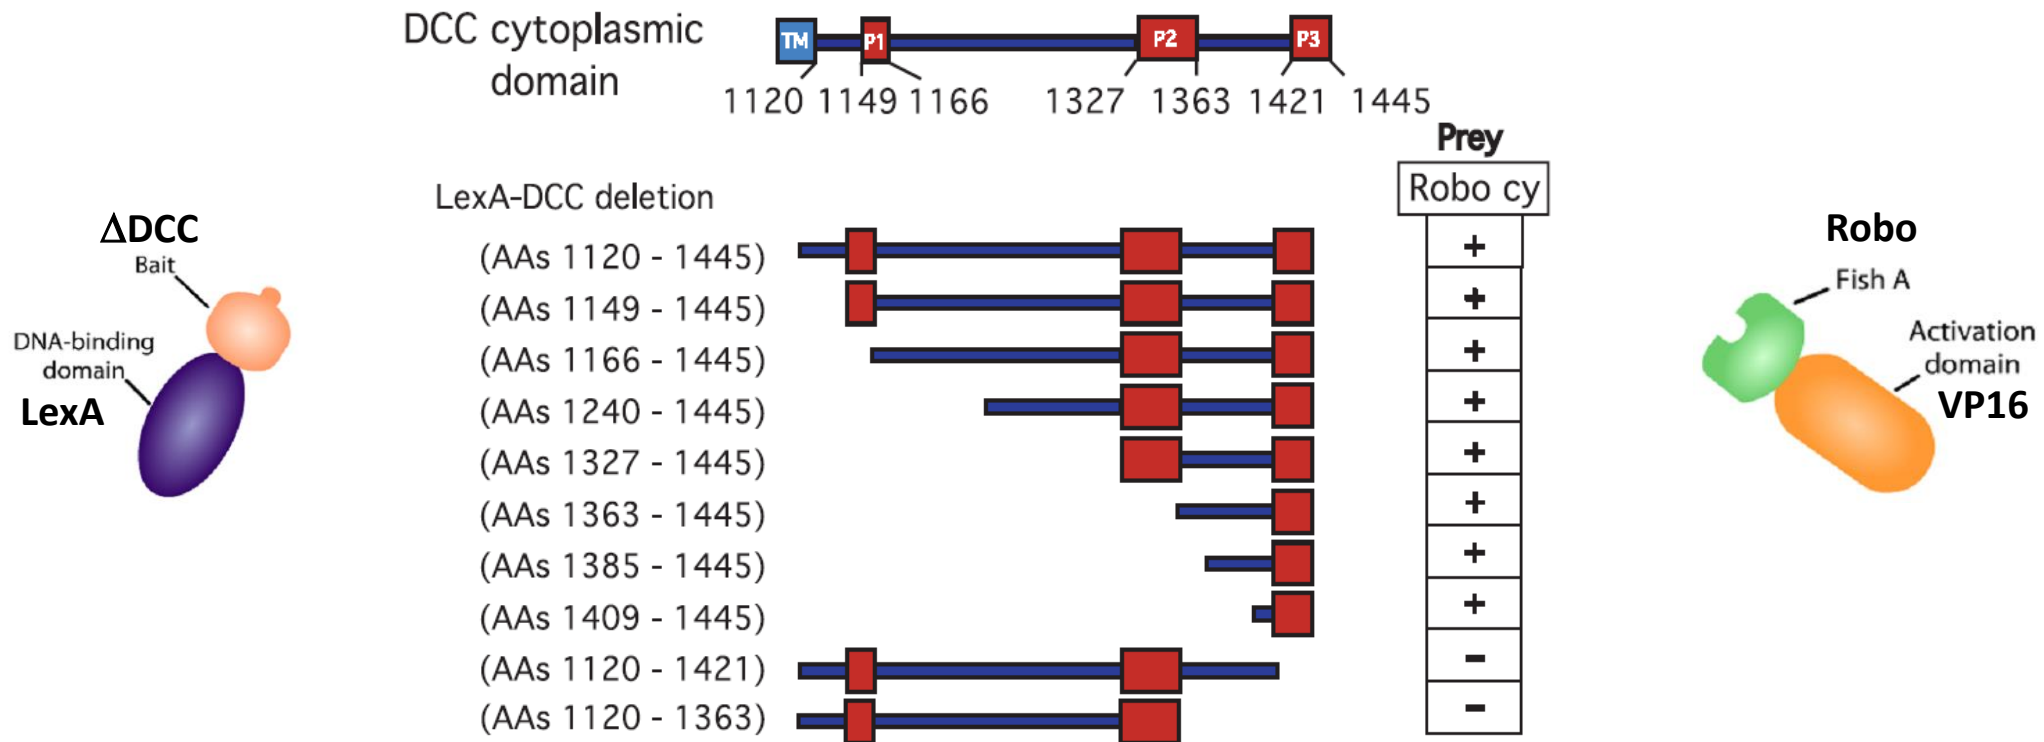 DCC cytoplasmic
domain
TM P1 P2 P3
1120 1149 1166 1327 1363 1421 1445
Prey
Robo cy
LexA-DCC deletion
(AAs 1120 - 1445) +
(AAs 1149 - 1445) +
(AAs 1166 - 1445) +
(AAs 1240 - 1445) +
(AAs 1327 - 1445) +
(AAs 1363 - 1445) +
(AAs 1385 - 1445) +
(AAs 1409 - 1445) +
(AAs 1120 - 1421) -
(AAs 1120 - 1363) -
ΔDCC
Bait
DNA-binding
domain
LexA
Robo
Fish A
Activation
domain
VP16